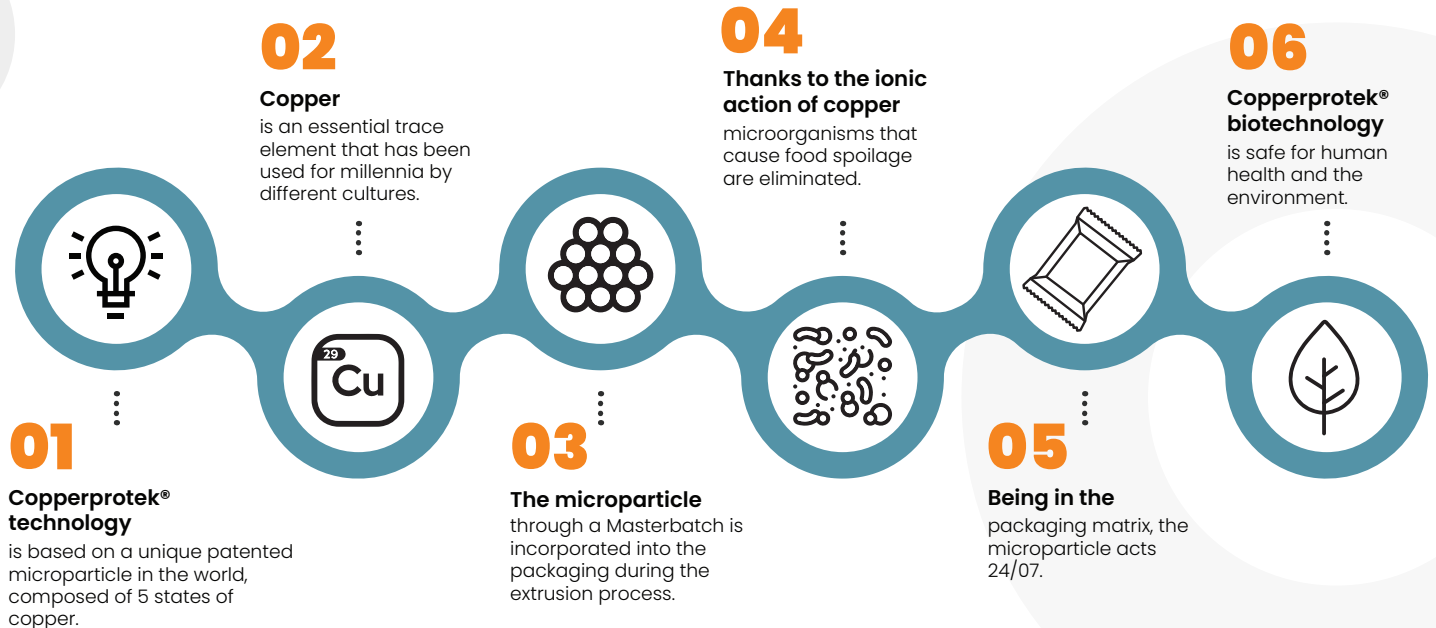 01
Copperprotek®
technology
is based on a unique patented
microparticle in the world,
composed of 5 states of
copper.
02
Copper
is an essential trace
element that has been
used for millennia by
different cultures.
29
Cu
03
The microparticle
through a Masterbatch is
incorporated into the
packaging during the
extrusion process.
04
Thanks to the ionic
action of copper
microorganisms that
cause food spoilage
are eliminated.
05
Being in the
packaging matrix, the
microparticle acts
24/07.
06
Copperprotek®
biotechnology
is safe for human
health and the
environment.